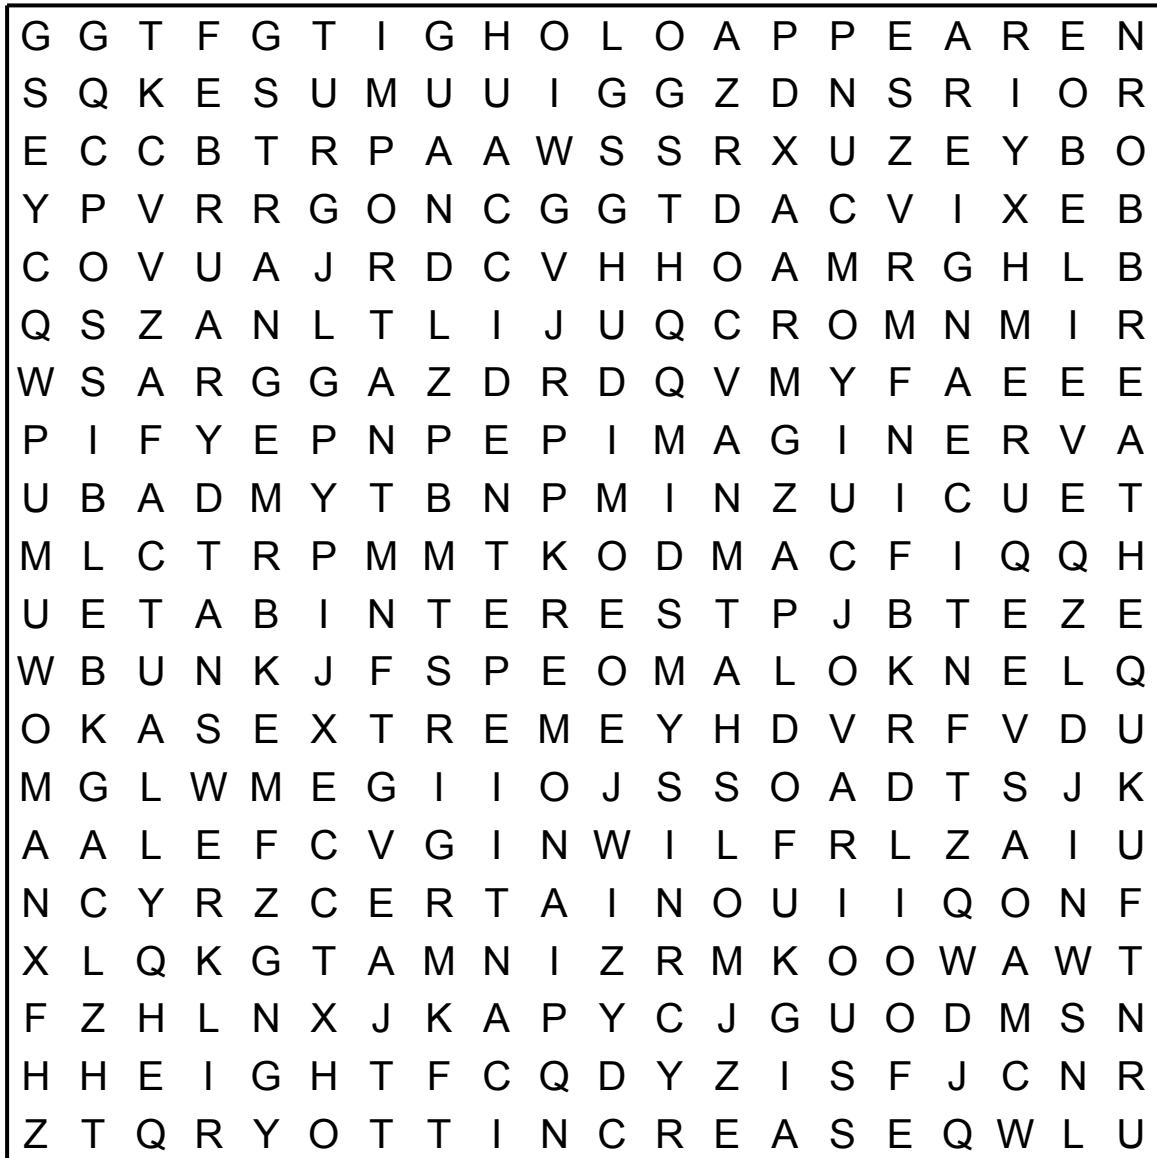 G G T F G T I G H O L O A P P E A R E N
S Q K E S U M U U I G G Z D N S R I O R
E C C B T R P A A W S S R X U Z E Y B O
Y P V R R G O N C G G T D A C V I X E B
C O V U A J R D C V H H O A M R G H L B
Q S Z A N L T L I J U Q C R O M N M I R
W S A R G G A Z D R D Q V M Y F A E E E
P I F Y E P N P E P I M A G I N E R V A
U B A D M Y T B N P M I N Z U I C U E T
M L C T R P M M T K O D M A C F I Q Q H
U E T A B I N T E R E S T P J B T E Z E
W B U N K J F S P E O M A L O K N E L Q
O K A S E X T R E M E Y H D V R F V D U
M G L W M E G I I O J S S O A D T S J K
A A L E F C V G I N W I L F R L Z A I U
N C Y R Z C E R T A I N O U I I Q O N F
X L Q K G T A M N I Z R M K O O W A W T
F Z H L N X J K A P Y C J G U O D M S N
H H E I G H T F C Q D Y Z I S F J C N R
Z T Q R Y O T T I N C R E A S E Q W L U